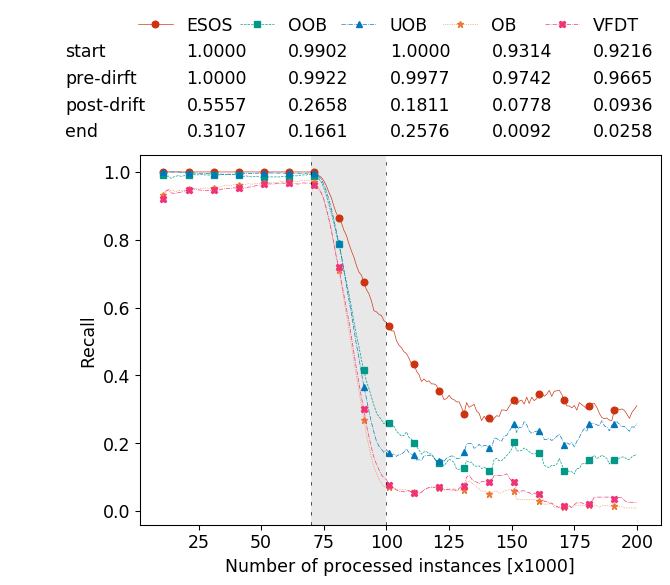 ESOS OOB UOB OB VFDT
start 1.0000 0.9902 1.0000 0.9314 0.9216
pre-dirft 1.0000 0.9922 0.9977 0.9742 0.9665
post-drift 0.5557 0.2658 0.1811 0.0778 0.0936
end 0.3107 0.1661 0.2576 0.0092 0.0258
1.0
0.8
0.6
0.4
0.2
0.0
Recall
25 50 75 100 125 150 175 200
Number of processed instances [x1000]